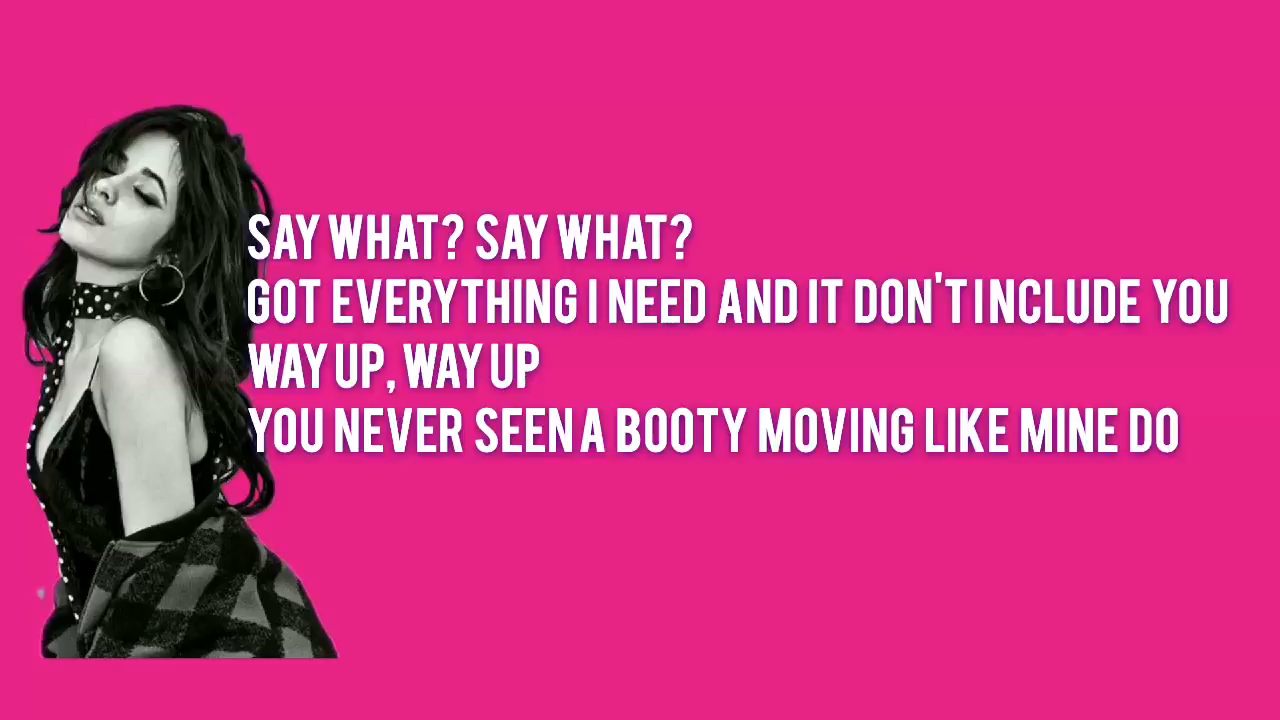 SAY WHAT? SAY WHAT?
GOT EVERYTHING I NEED AND IT DON'T INCLUDE YOU
WAY UP, WAY UP
YOU NEVER SEEN A BOOTY MOVING LIKE MINE DO